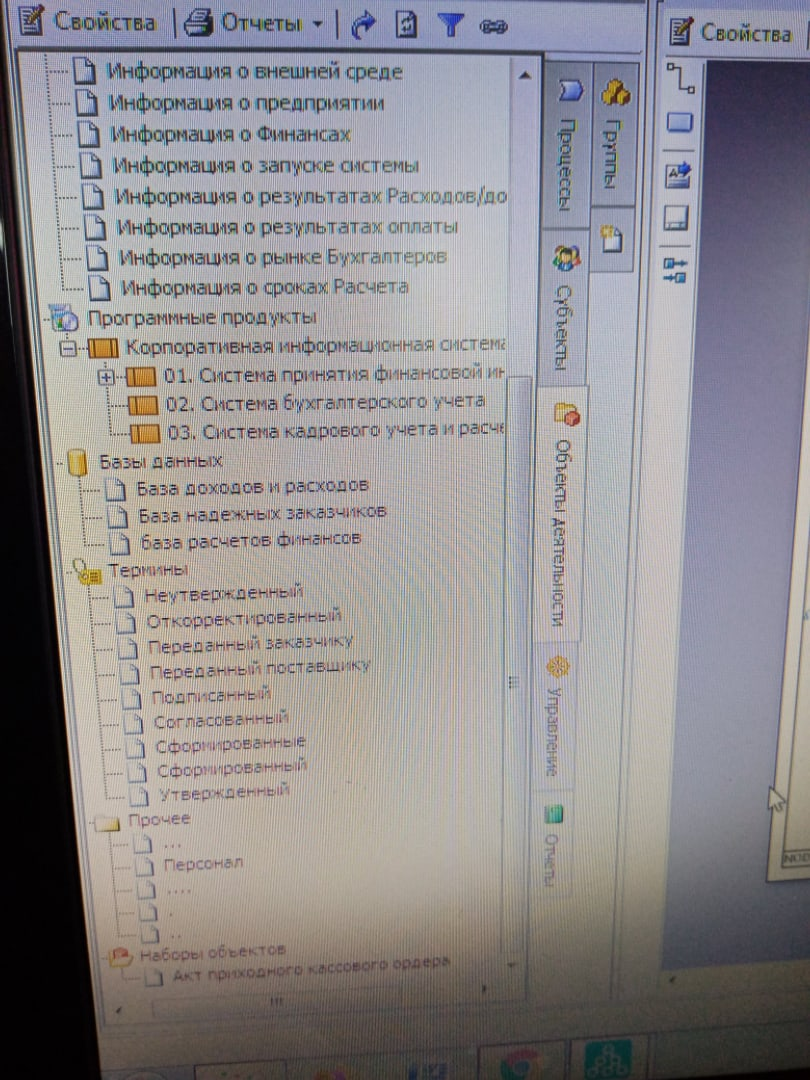 Свойства
Отчеты
Информация о внешней среде
Информация о предприятии
Информация о Финансах
Информация о запуске системы
Информация о результатах Расходов/до
Информация о результатах оплаты
Информация о рынке Бухгалтеров
Информация о сроках Расчета
Программные продукты
Корпоративная информационная система
01. Система принятия финансовой ин
02. Система бухгалтерского учета
03. Система кадрового учета и расче
Базы данных
База доходов и расходов
База надежных заказчиков
база расчетов финансов
Термины
Неутвержденный
Откорректированный
Переданный заказчику
Переданный поставщику
Подписанный
Согласованный
Сформированные
Сформированный
Утвержденный
Прочее
...
Персонал
....
.
..
Наборы объектов
Акт приходного кассового ордера
Процессы
Субъекты
Объекты деятельности
Управление
Отчеты
Группы
Свойства
NOD